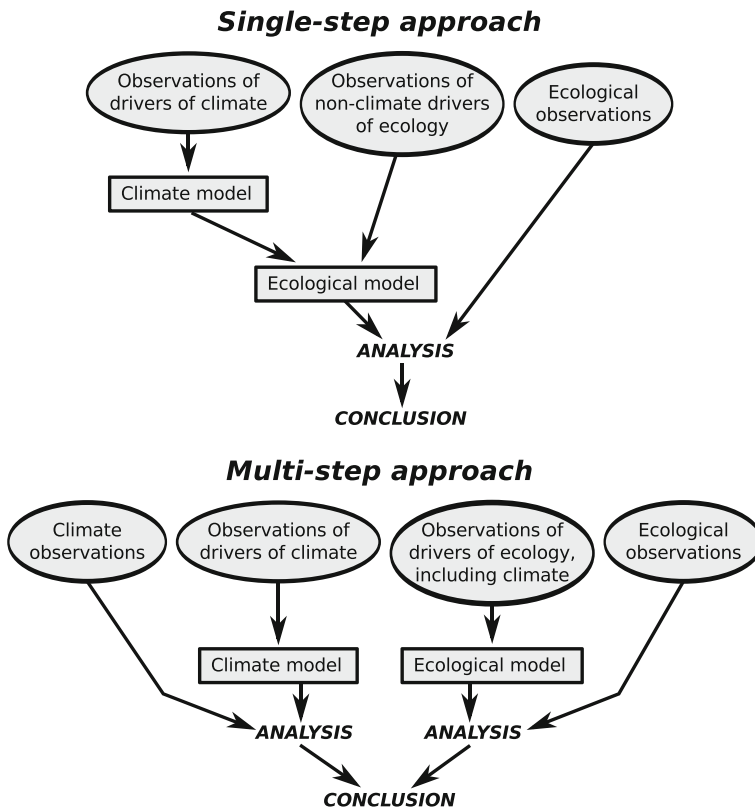 Single-step approach
Observations of
drivers of climate
Observations of
non-climate drivers
of ecology
Ecological
observations
Climate model
Ecological model
ANALYSIS
CONCLUSION
Multi-step approach
Climate
observations
Observations of
drivers of climate
Observations of
drivers of ecology,
including climate
Ecological
observations
Climate model
Ecological model
ANALYSIS
ANALYSIS
CONCLUSION